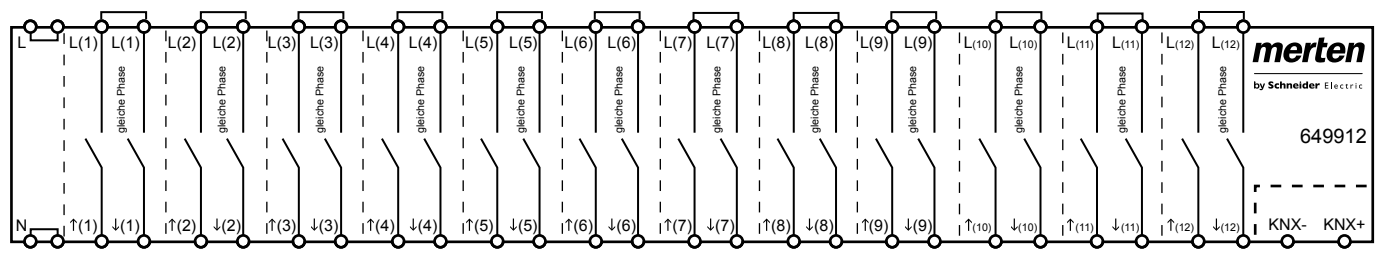 L L(1) L(1) L(2) L(2) L(3) L(3) L(4) L(4) L(5) L(5) L(6) L(6) L(7) L(7) L(8) L(8) L(9) L(9) L(10) L(10) L(11) L(11) L(12) L(12)
merten
by Schneider Electric
gleiche Phase gleiche Phase gleiche Phase gleiche Phase gleiche Phase gleiche Phase gleiche Phase gleiche Phase gleiche Phase gleiche Phase gleiche Phase gleiche Phase
649912
N ↑(1) ↓(1) ↑(2) ↓(2) ↑(3) ↓(3) ↑(4) ↓(4) ↑(5) ↓(5) ↑(6) ↓(6) ↑(7) ↓(7) ↑(8) ↓(8) ↑(9) ↓(9) ↑(10) ↓(10) ↑(11) ↓(11) ↑(12) ↓(12) KNX- KNX+